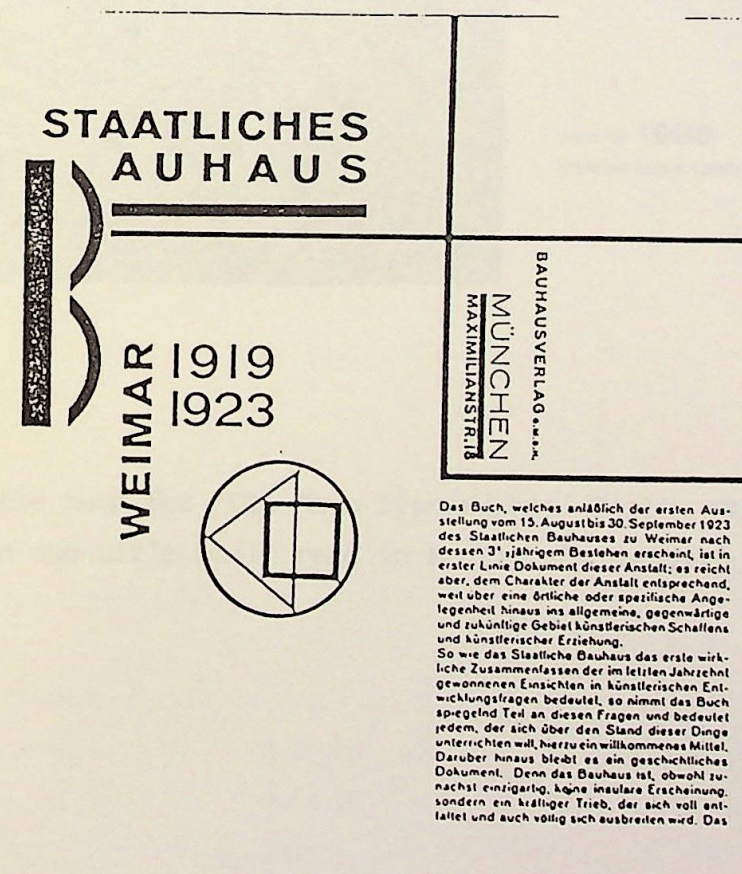 STAATLICHES
BAUHAUS
WEIMAR
1919
1923
BAUHAUSVERLAG G.M.B.H.
MÜNCHEN
MAXIMILIANSTR.18
Das Buch, welches anläßlich der ersten Aus-
stellung vom 15. August bis 30. September 1923
des Staatlichen Bauhauses zu Weimar nach
dessen 3½ jährigem Bestehen erscheint, ist in
erster Linie Dokument dieser Anstalt; es reicht
aber, dem Charakter der Anstalt entsprechend,
weit über eine örtliche oder spezifische Ange-
legenheit hinaus ins allgemeine, gegenwärtige
und zukünftige Gebiet künstlerischen Schaffens
und künstlerischer Erziehung.
So wie das Staatliche Bauhaus das erste wirk-
liche Zusammenfassen der im letzten Jahrzehnt
gewonnenen Einsichten in künstlerischen Ent-
wicklungsfragen bedeutet, so nimmt das Buch
spiegelnd Teil an diesen Fragen und bedeutet
jedem, der sich über den Stand dieser Dinge
unterrichten will, hierzu ein willkommenes Mittel.
Darüber hinaus bleibt es ein geschichtliches
Dokument. Denn das Bauhaus ist, obwohl zu-
nächst einzigartig, keine insulare Erscheinung,
sondern ein kräftiger Trieb, der sich voll ent-
faltet und auch völlig sich ausbreiten wird. Das